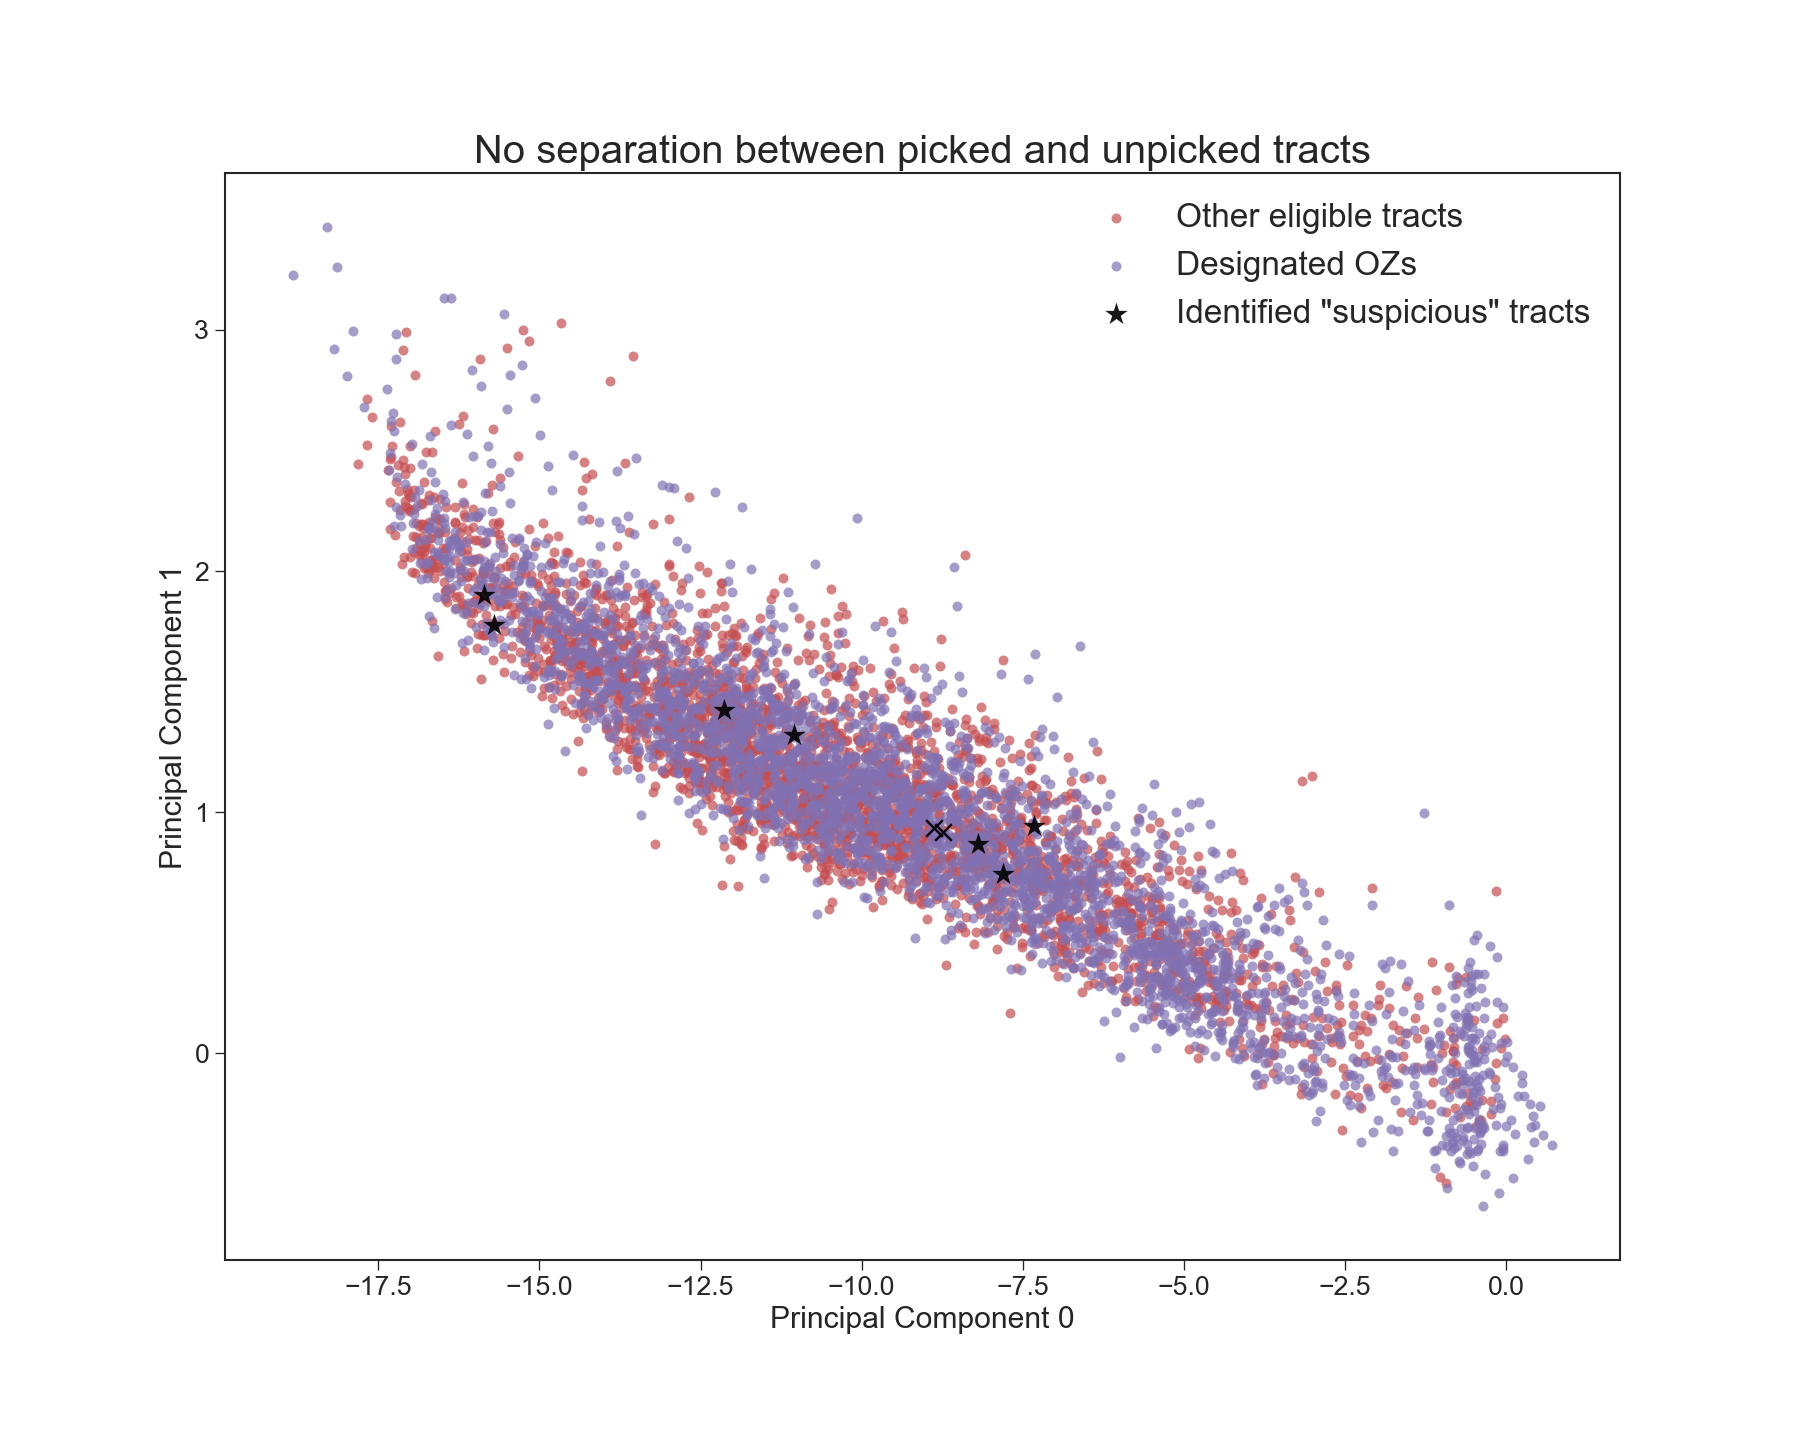 No separation between picked and unpicked tracts
Other eligible tracts
Designated OZs
Identified "suspicious" tracts
Principal Component 1
3
2
1
0
−17.5 −15.0 −12.5 −10.0 −7.5 −5.0 −2.5 0.0
Principal Component 0